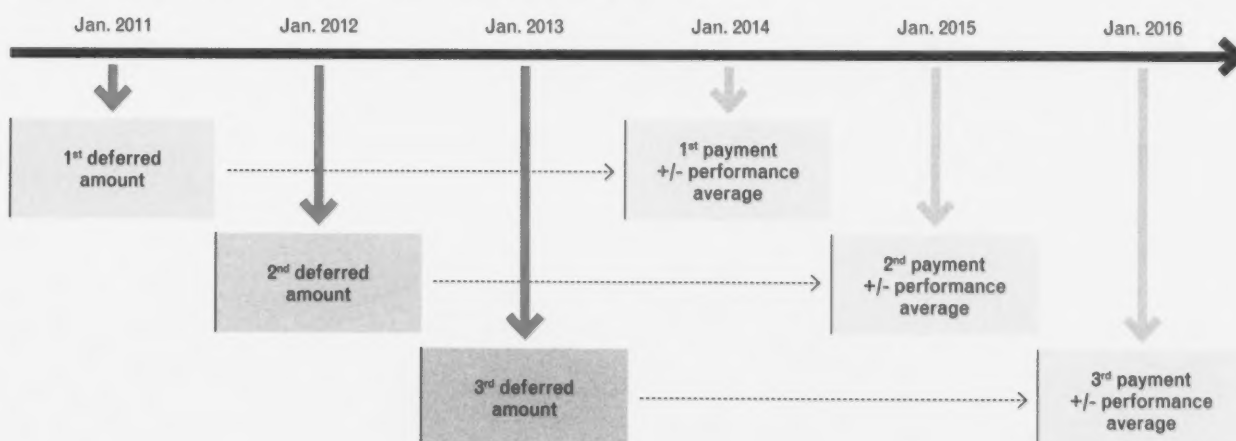 Jan. 2011 Jan. 2012 Jan. 2013 Jan. 2014 Jan. 2015 Jan. 2016
1st deferred
amount
1st payment
+/- performance
average
2nd deferred
amount
2nd payment
+/- performance
average
3rd deferred
amount
3rd payment
+/- performance
average